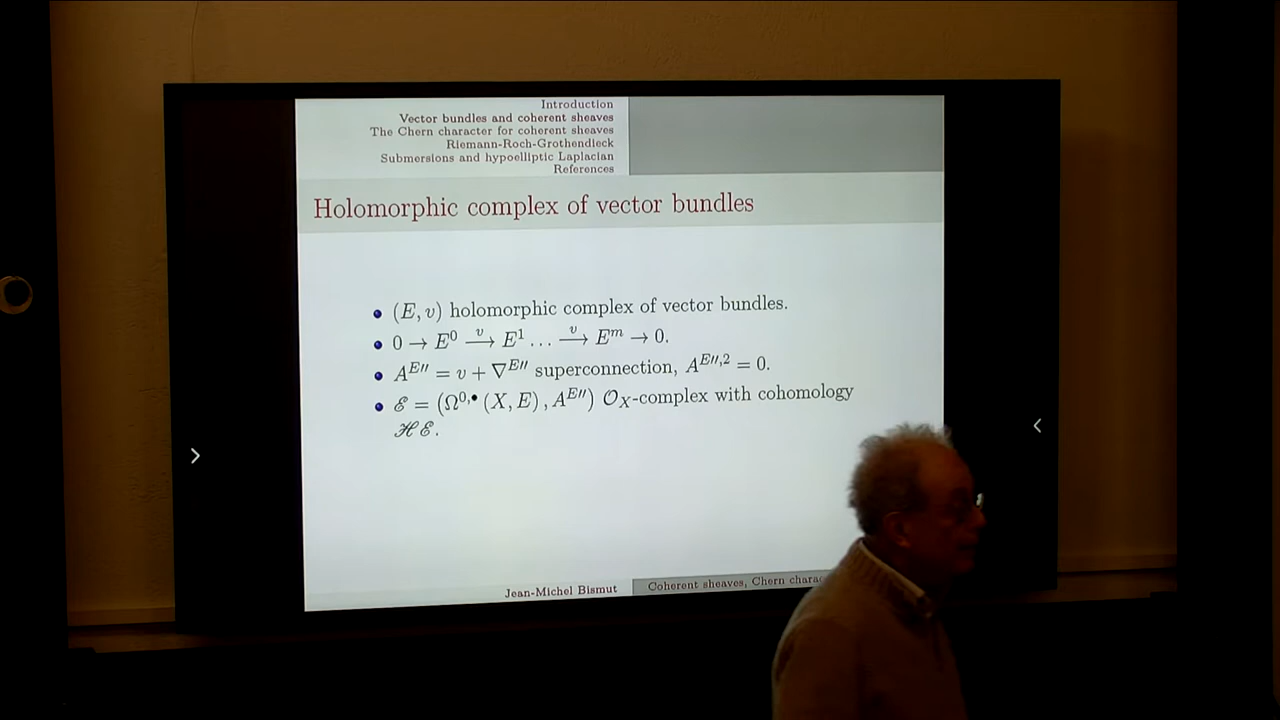 Introduction
Vector bundles and coherent sheaves
The Chern character for coherent sheaves
Riemann-Roch-Grothendieck
Submersions and hypoelliptic Laplacian
References
Holomorphic complex of vector bundles
• (E, v) holomorphic complex of vector bundles.
• 0 → E⁰ →ᵛ E¹ … →ᵛ Eᵐ → 0.
• A^{E″} = v + ∇^{E″} superconnection, A^{E″,2} = 0.
• ℰ = (Ω^{0,•} (X, E), A^{E″}) 𝒪_X-complex with cohomology
ℋℰ.
Jean-Michel Bismut
Coherent sheaves, Chern